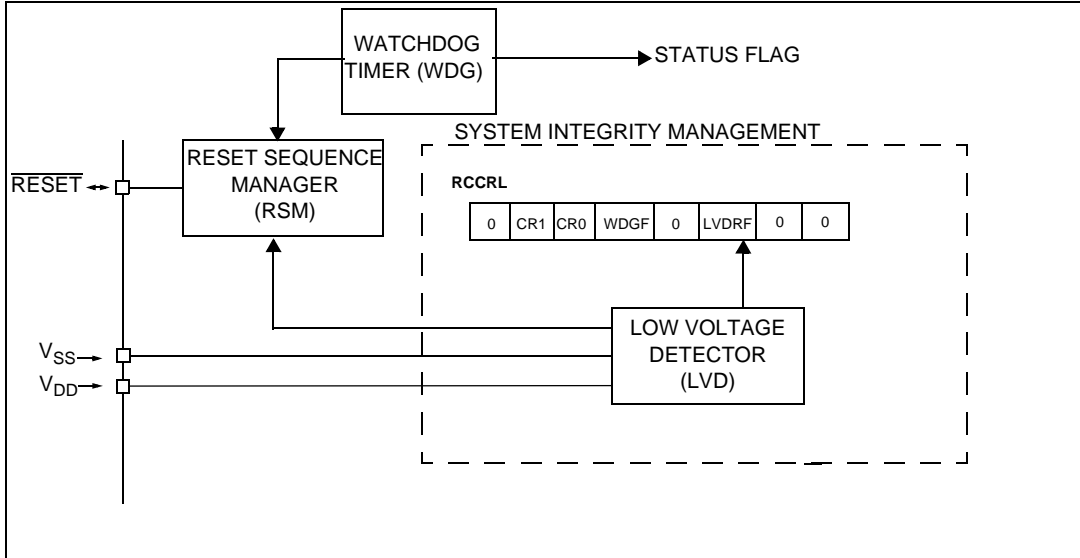 WATCHDOG
TIMER (WDG)
STATUS FLAG
SYSTEM INTEGRITY MANAGEMENT
RESET SEQUENCE
MANAGER
(RSM)
RESET
RCCRL
0 CR1 CR0 WDGF 0 LVDRF 0 0
LOW VOLTAGE
DETECTOR
(LVD)
VSS
VDD